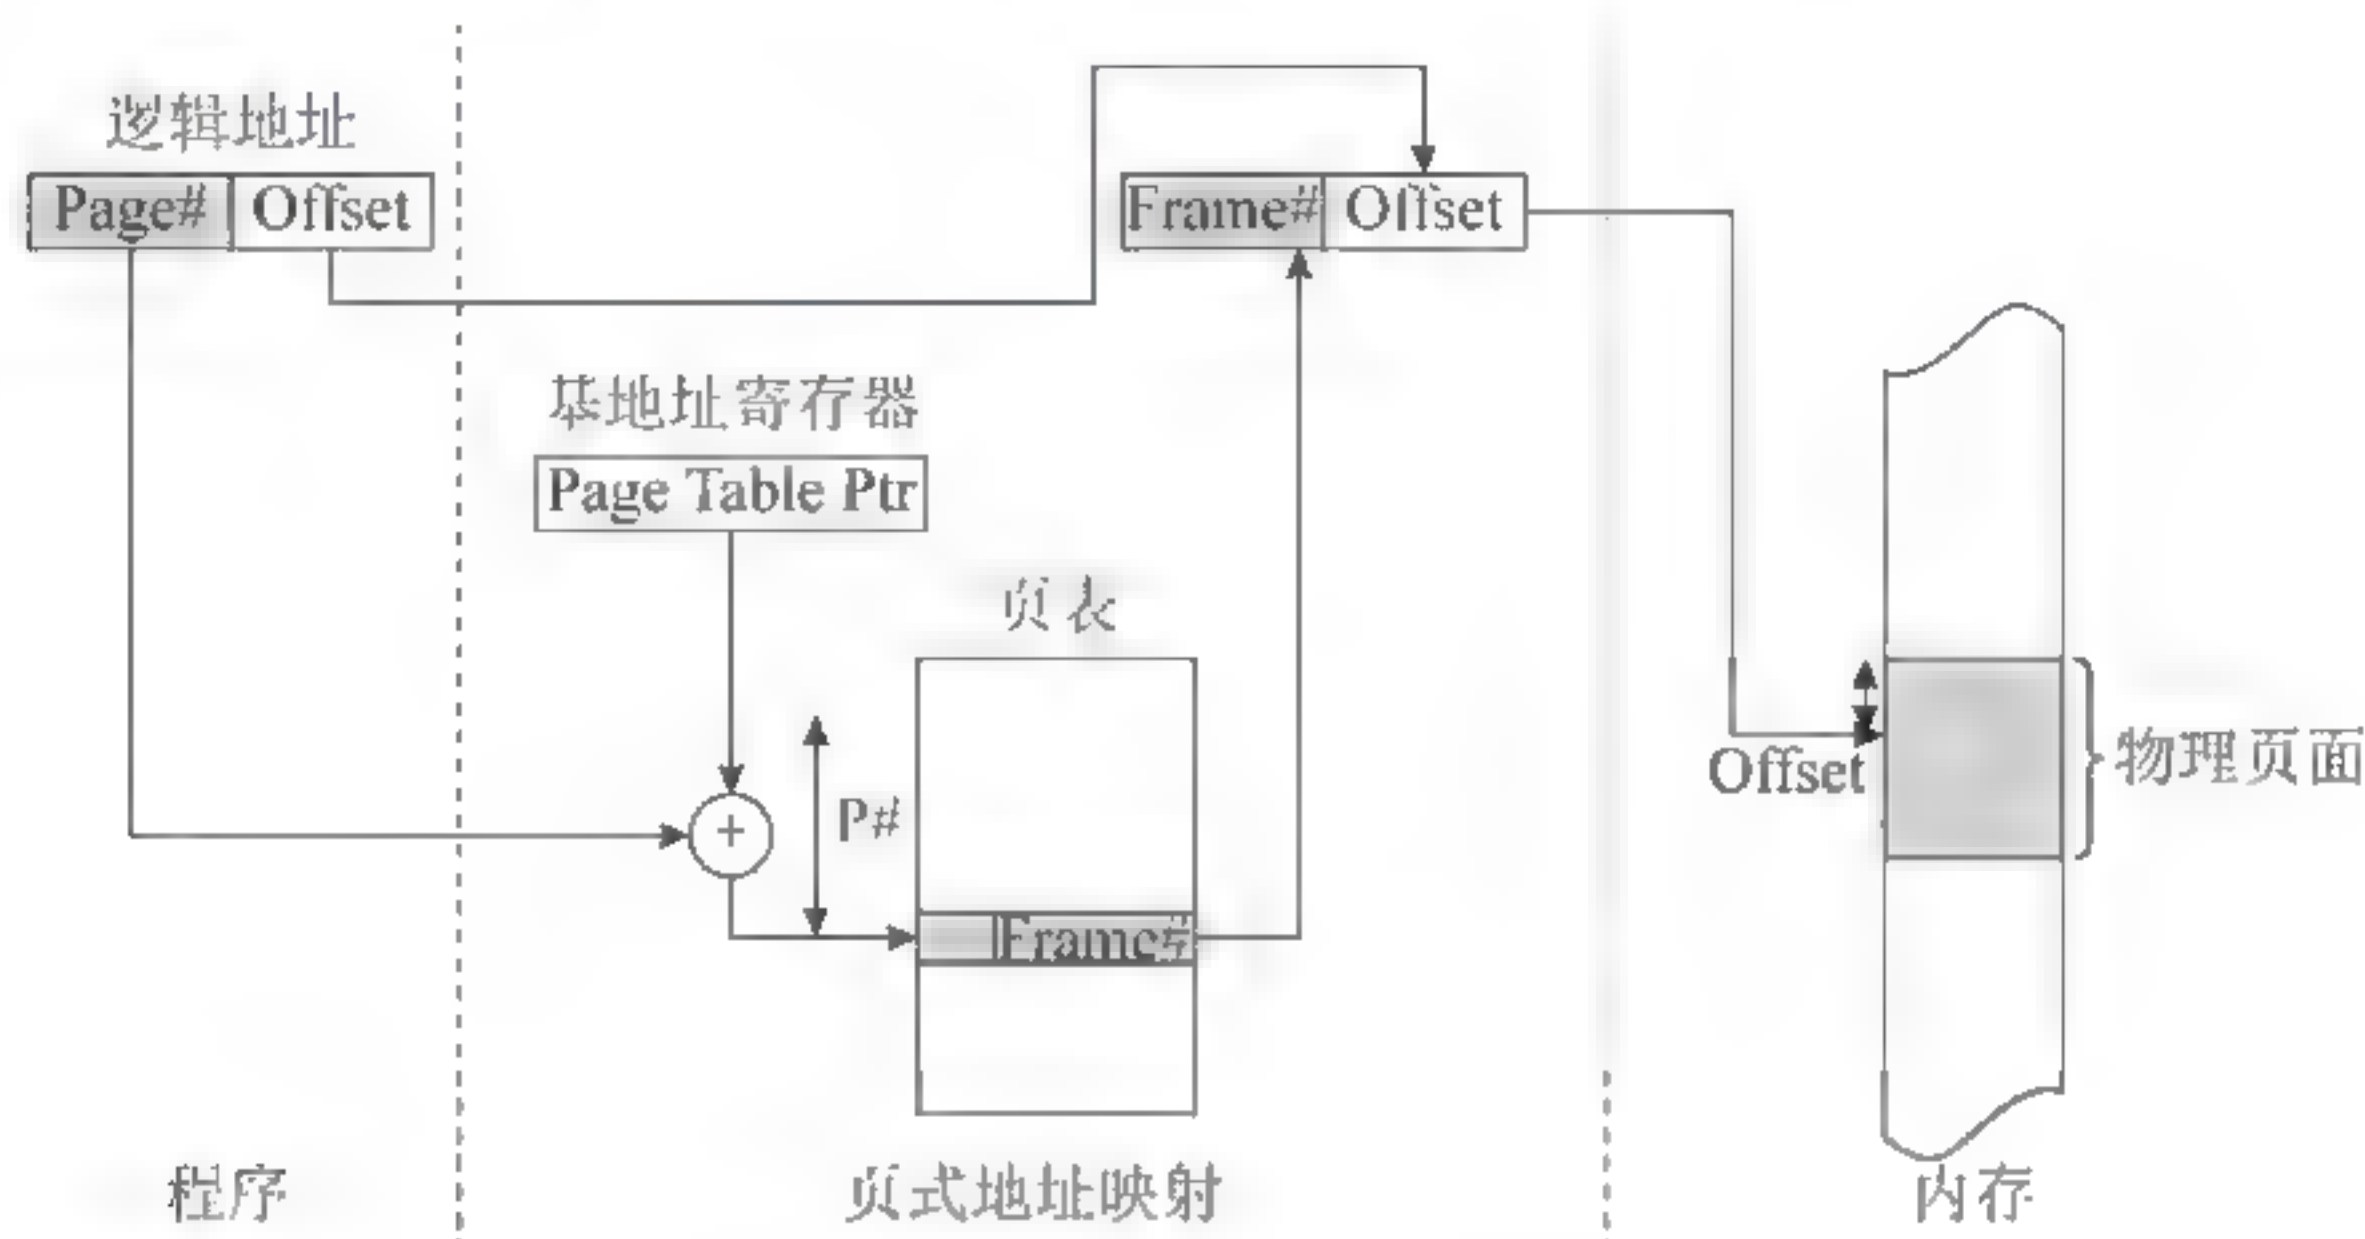 逻辑地址
Page# Offset
Frame# Offset
基地址寄存器
Page Table Ptr
页表
+
P#
Frame#
Offset
物理页面
程序
页式地址映射
内存